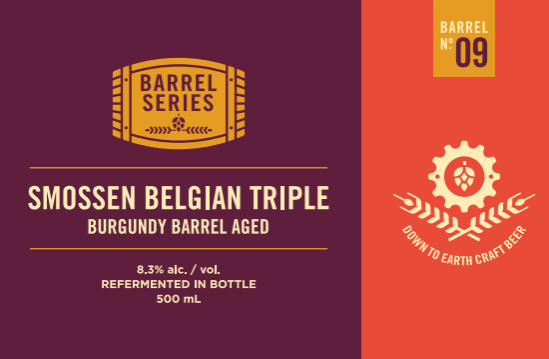 BARREL
SERIES
SMOSSEN BELGIAN TRIPLE
BURGUNDY BARREL AGED
8.3% alc. / vol.
REFERMENTED IN BOTTLE
500 mL
BARREL
Nº 09
DOWN TO EARTH CRAFT BEER